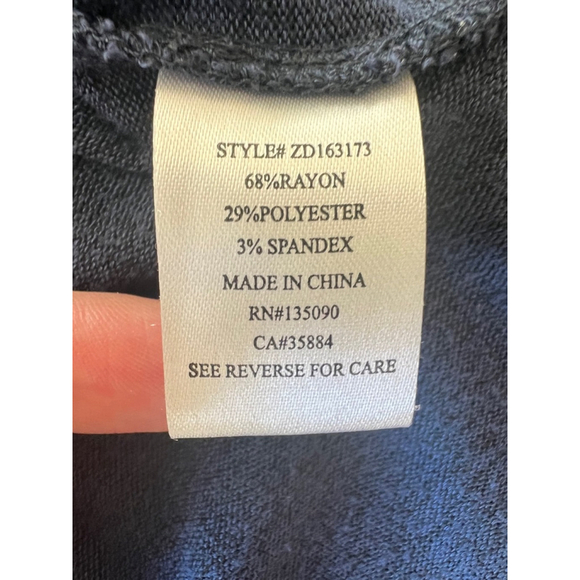 STYLE# ZD163173
68%RAYON
29%POLYESTER
3% SPANDEX
MADE IN CHINA
RN#135090
CA#35884
SEE REVERSE FOR CARE